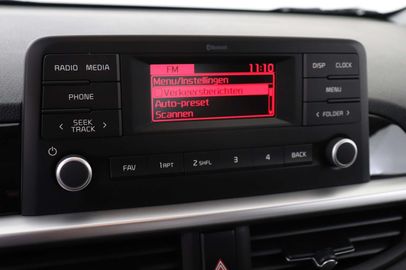 Bluetooth
RADIO MEDIA
FM 11:10
DISP CLOCK
Menu/Instellingen
PHONE
Verkeersberichten
MENU
Auto-preset
SEEK TRACK
Scannen
FOLDER
FAV 1 RPT 2 SHFL 3 4 BACK